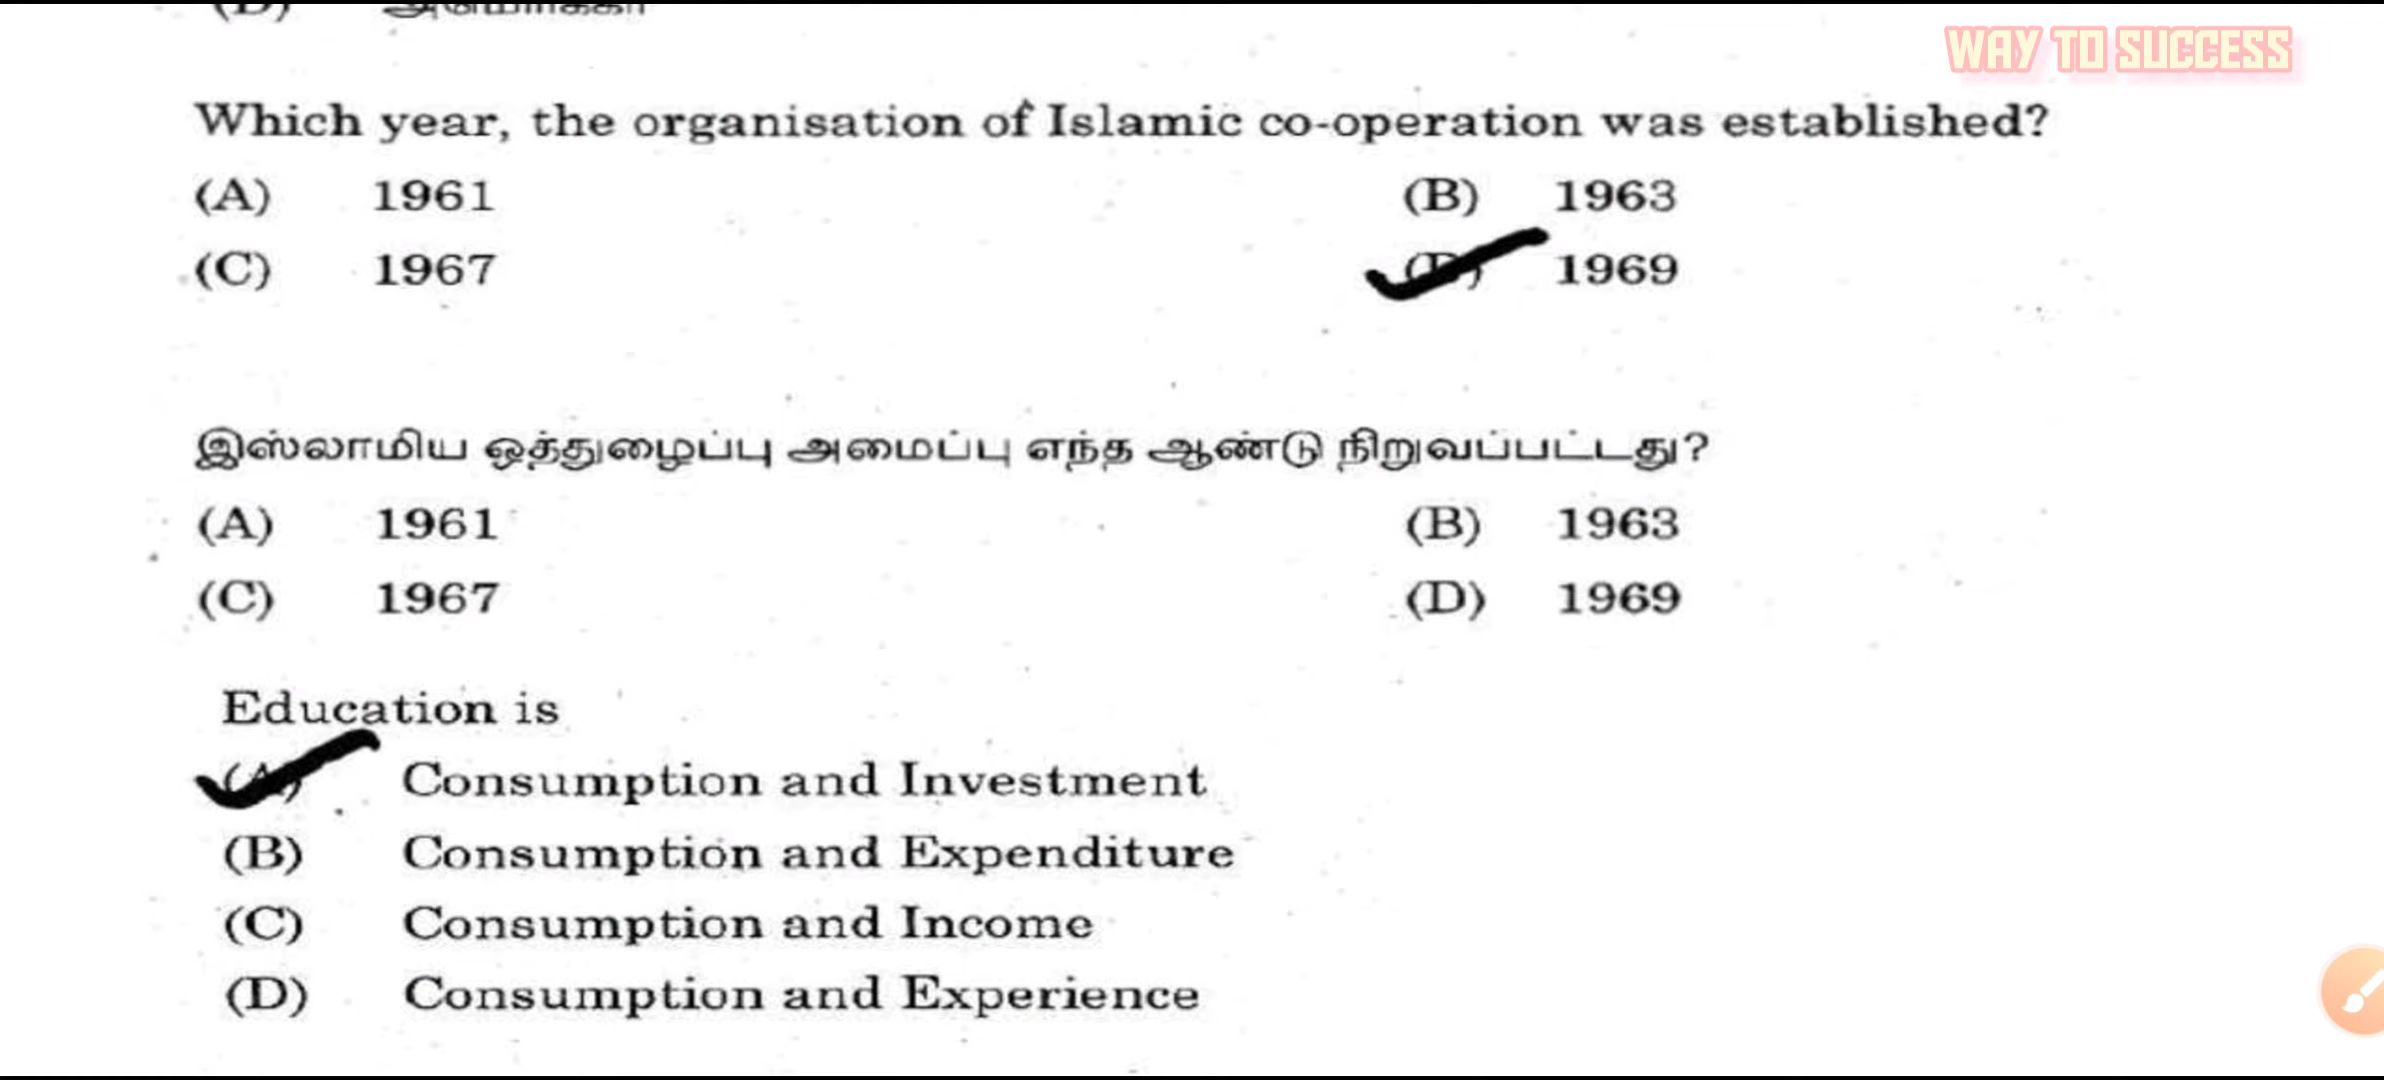 WAY TO SUCCESS
Which year, the organisation of Islamic co-operation was established?
(A) 1961 (B) 1963
(C) 1967 1969
இஸ்லாமிய ஒத்துழைப்பு அமைப்பு எந்த ஆண்டு நிறுவப்பட்டது?
(A) 1961 (B) 1963
(C) 1967 (D) 1969
Education is
Consumption and Investment
(B) Consumption and Expenditure
(C) Consumption and Income
(D) Consumption and Experience